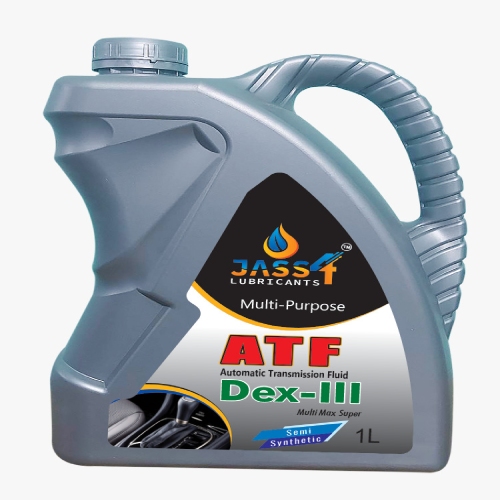 JASS4 ™
LUBRICANTS
Multi-Purpose
ATF
Automatic Transmission Fluid
Dex-III
Multi Max Super
Semi
Synthetic
1L